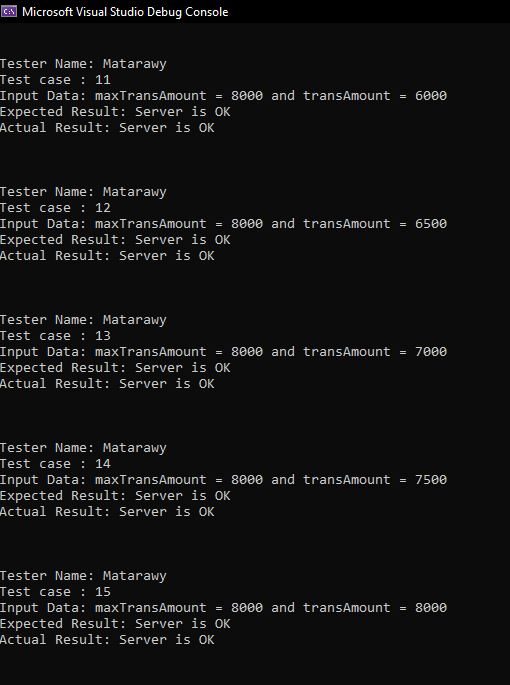 C:\ Microsoft Visual Studio Debug Console
Tester Name: Matarawy
Test case : 11
Input Data: maxTransAmount = 8000 and transAmount = 6000
Expected Result: Server is OK
Actual Result: Server is OK
Tester Name: Matarawy
Test case : 12
Input Data: maxTransAmount = 8000 and transAmount = 6500
Expected Result: Server is OK
Actual Result: Server is OK
Tester Name: Matarawy
Test case : 13
Input Data: maxTransAmount = 8000 and transAmount = 7000
Expected Result: Server is OK
Actual Result: Server is OK
Tester Name: Matarawy
Test case : 14
Input Data: maxTransAmount = 8000 and transAmount = 7500
Expected Result: Server is OK
Actual Result: Server is OK
Tester Name: Matarawy
Test case : 15
Input Data: maxTransAmount = 8000 and transAmount = 8000
Expected Result: Server is OK
Actual Result: Server is OK